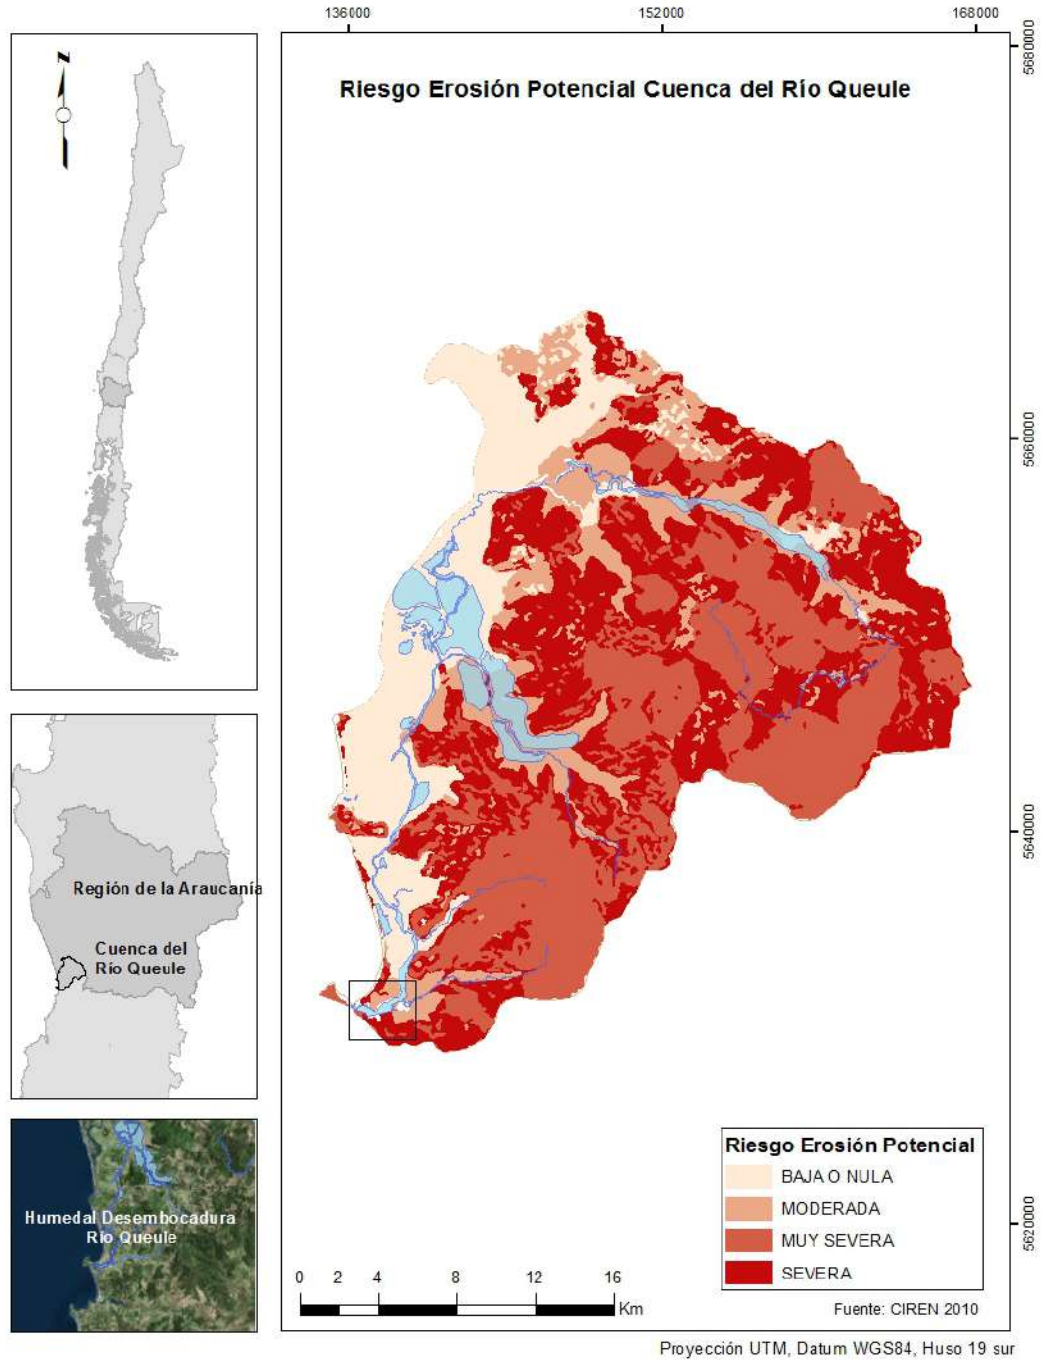 136000
152000
168000
5680000
5660000
5640000
5620000
Riesgo Erosión Potencial Cuenca del Río Queule
Z
Región de la Araucanía
Cuenca del
Río Queule
Humedal Desembocadura
Río Queule
Riesgo Erosión Potencial
BAJA O NULA
MODERADA
MUY SEVERA
SEVERA
0 2 4 8 12 16
Km
Fuente: CIREN 2010
Proyección UTM, Datum WGS84, Huso 19 sur